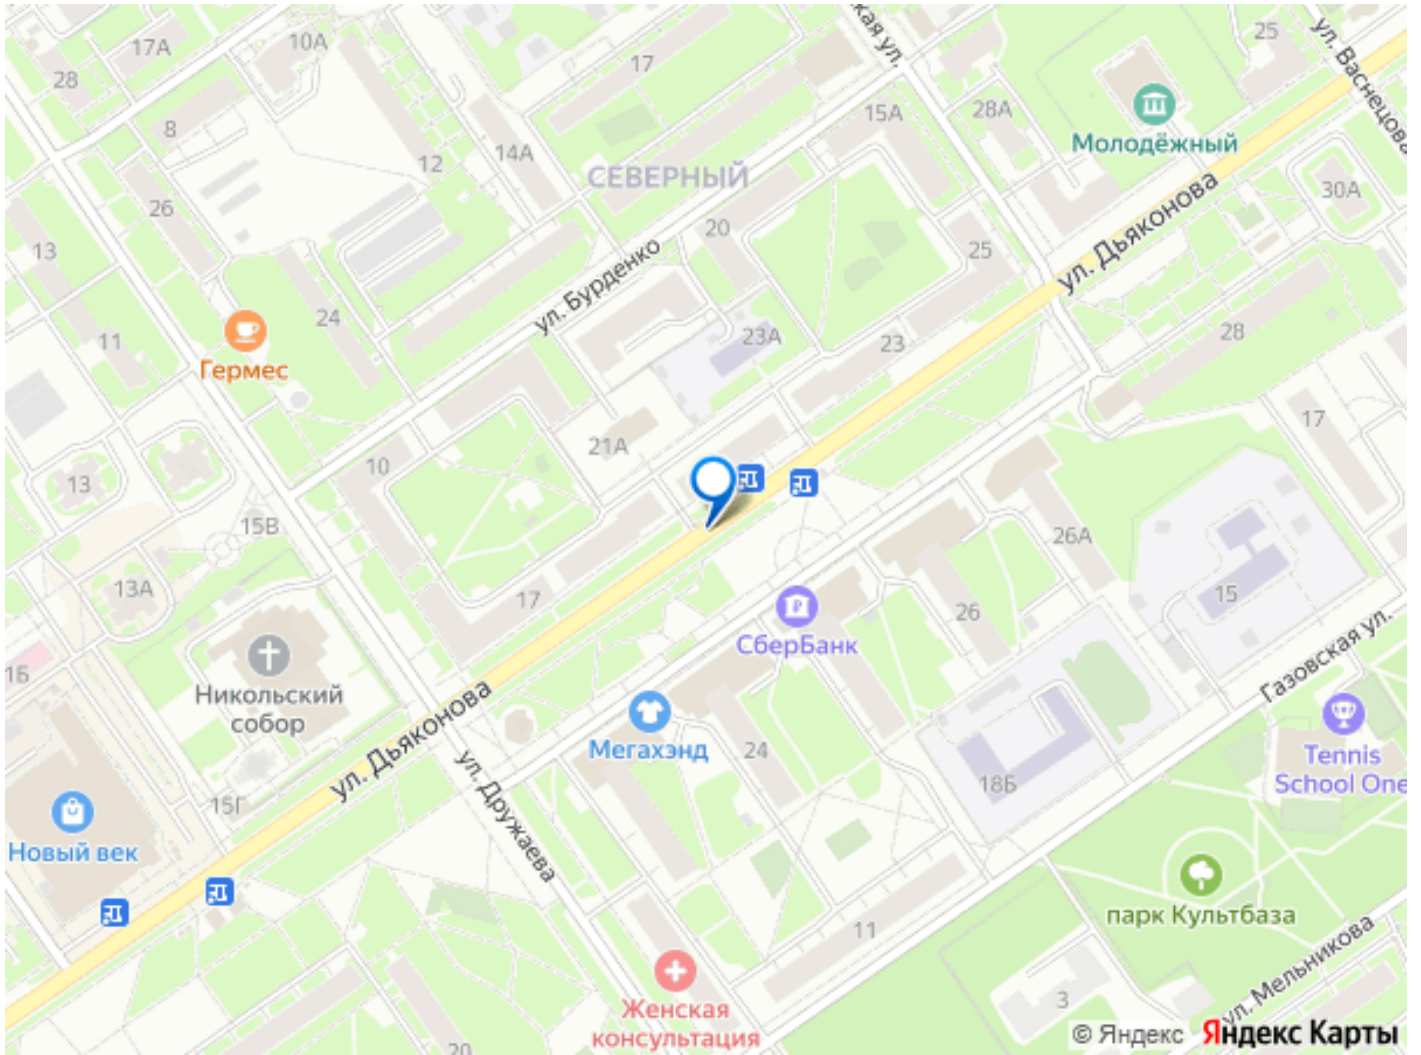 17А
10А
17
кая ул.
25
ул. Васнецова
28
8
12
14А
15А
28А
Молодёжный
СЕВЕРНЫЙ
26
13
20
25
30А
ул. Дьяконова
ул. Бурденко
24
11
Гермес
23А
23
28
17
10
21А
13
15В
26А
13А
17
15
26
СберБанк
1Б
Никольский
собор
Газовская ул.
ул. Дьяконова
Мегахэнд
24
18Б
Tennis
School One
15Г
ул. Дружаева
Новый век
парк Культбаза
11
ул. Мельникова
3
Женская
консультация
20
© Яндекс Яндекс Карты